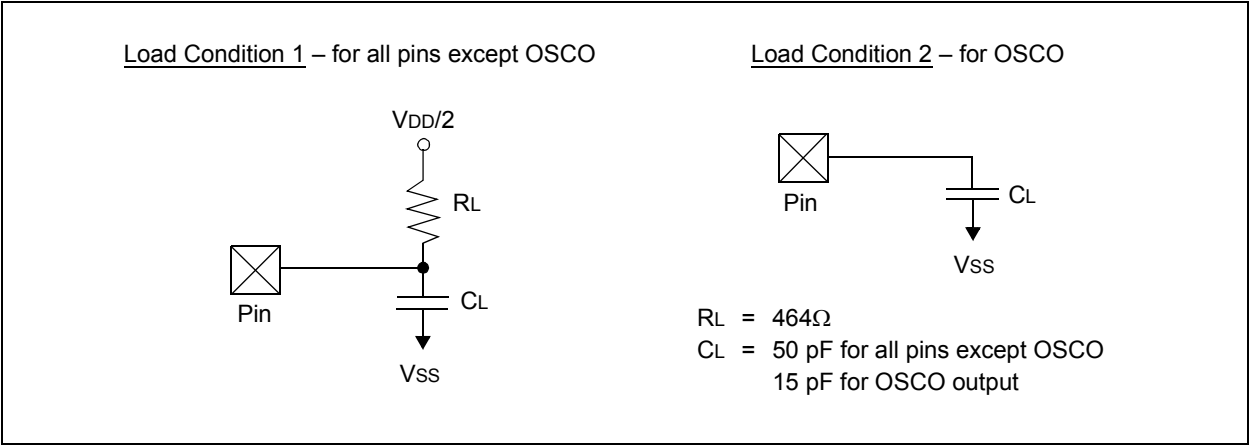 Load Condition 1 – for all pins except OSCO
VDD/2
RL
Pin
CL
VSS
Load Condition 2 – for OSCO
Pin
CL
VSS
RL = 464Ω
CL = 50 pF for all pins except OSCO
15 pF for OSCO output